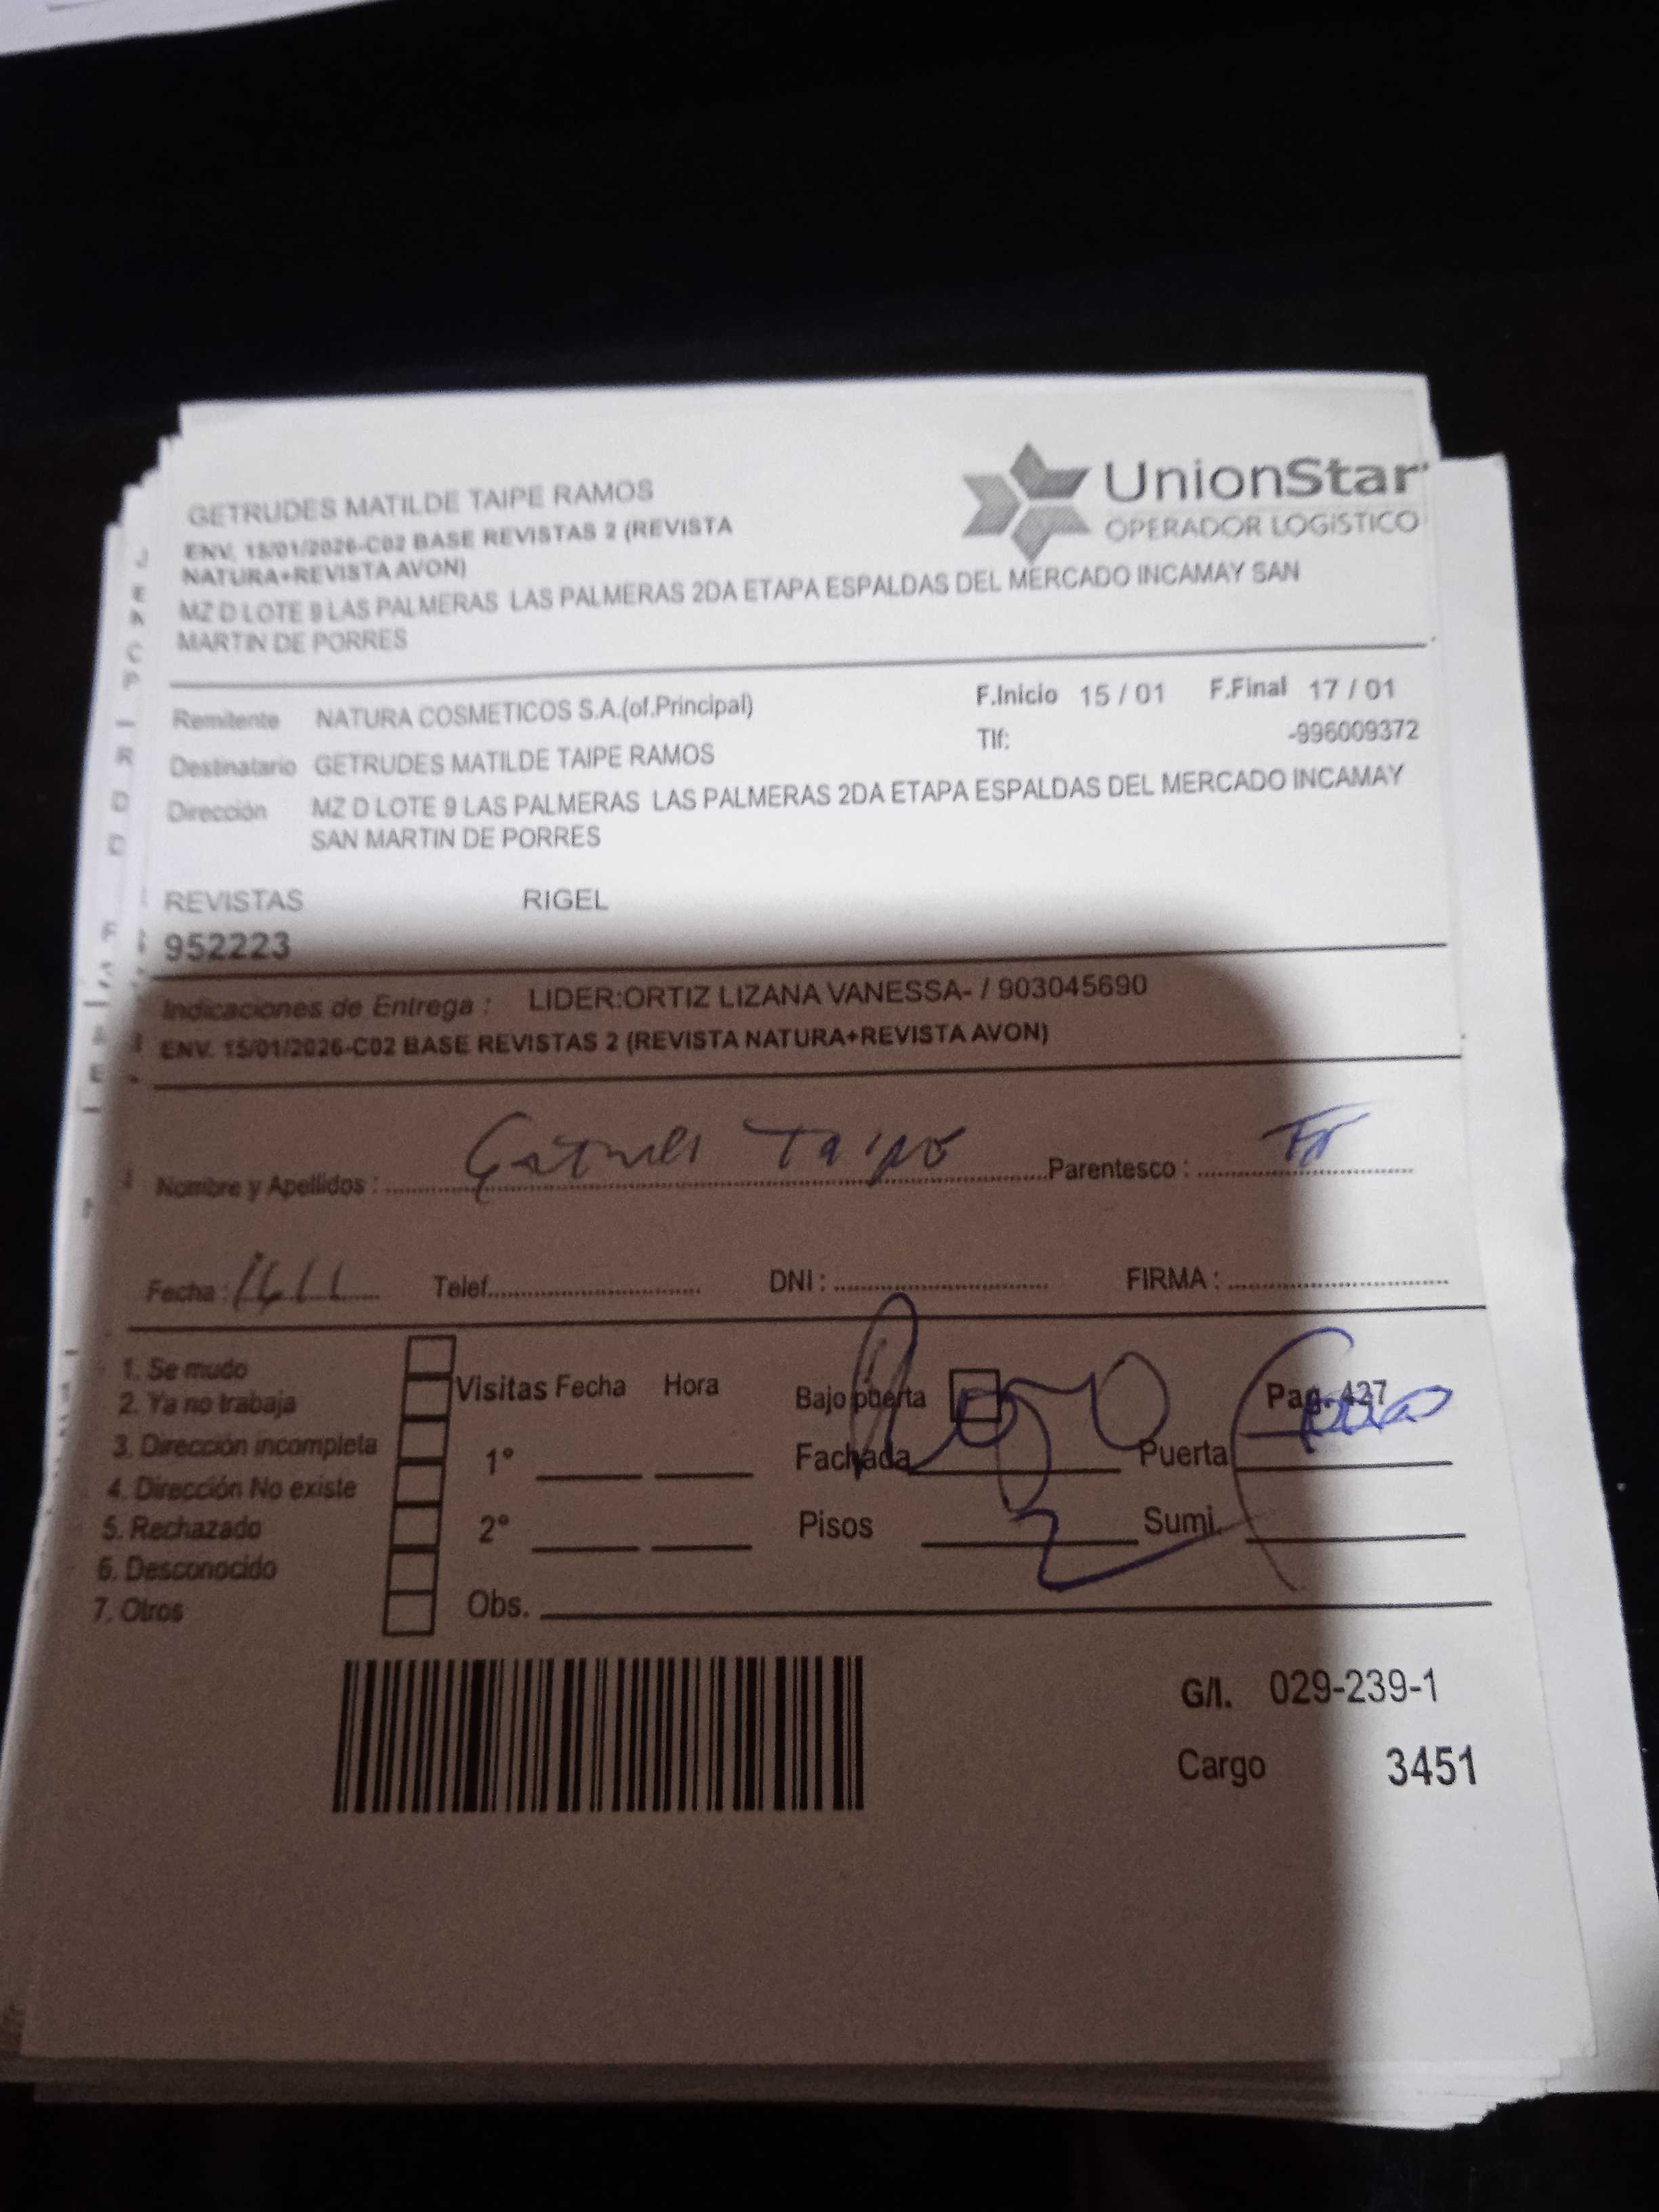 GETRUDES MATILDE TAIPE RAMOS
ENV. 15/01/2026-C02 BASE REVISTAS 2 (REVISTA
NATURA+REVISTA AVON)
MZ D LOTE 9 LAS PALMERAS LAS PALMERAS 2DA ETAPA ESPALDAS DEL MERCADO INCAMAY SAN
MARTIN DE PORRES
UnionStar
OPERADOR LOGÍSTICO
Remitente NATURA COSMETICOS S.A.(of.Principal)
F.Inicio 15 / 01 F.Final 17 / 01
Tlf: -996009372
Destinatario GETRUDES MATILDE TAIPE RAMOS
Dirección MZ D LOTE 9 LAS PALMERAS LAS PALMERAS 2DA ETAPA ESPALDAS DEL MERCADO INCAMAY
SAN MARTIN DE PORRES
REVISTAS RIGEL
952223
Indicaciones de Entrega : LIDER:ORTIZ LIZANA VANESSA- / 903045690
ENV. 15/01/2026-C02 BASE REVISTAS 2 (REVISTA NATURA+REVISTA AVON)
Nombre y Apellidos : Taipe Parentesco :
Fecha : Telef. DNI : FIRMA :
1. Se mudo
2. Ya no trabaja
3. Dirección incompleta
4. Dirección No existe
5. Rechazado
6. Desconocido
7. Otros
Visitas Fecha Hora
1°
2°
Obs.
Bajo puerta Pag. 427
Fachada Puerta
Pisos Sumi.
G/I. 029-239-1
Cargo 3451